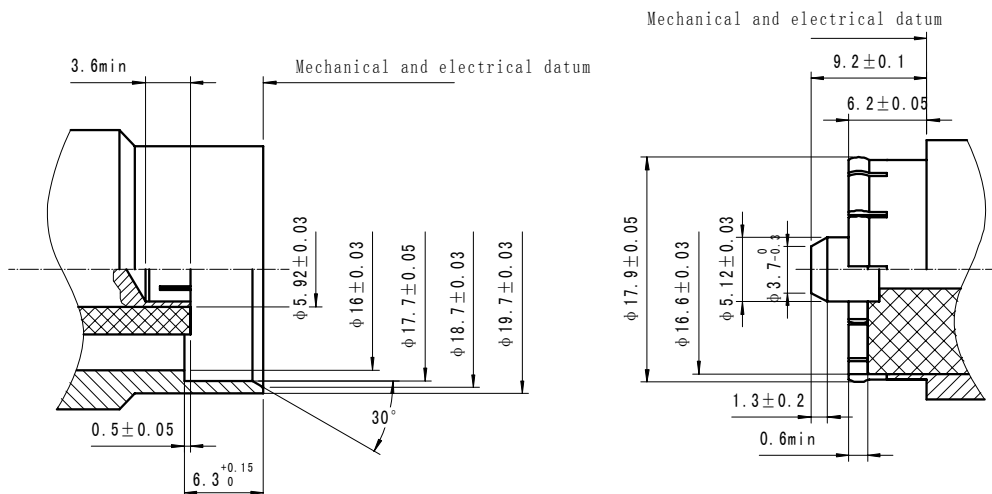 Mechanical and electrical datum
9.2±0.1
3.6min
Mechanical and electrical datum
6.2±0.05
φ5.92±0.03
φ16±0.03
φ17.7±0.05
φ18.7±0.03
φ19.7±0.03
φ17.9±0.05
φ16.6±0.03
φ5.12±0.03
φ3.7 0 -0.3
30°
1.3±0.2
0.5±0.05
0.6min
6.3 +0.15 0